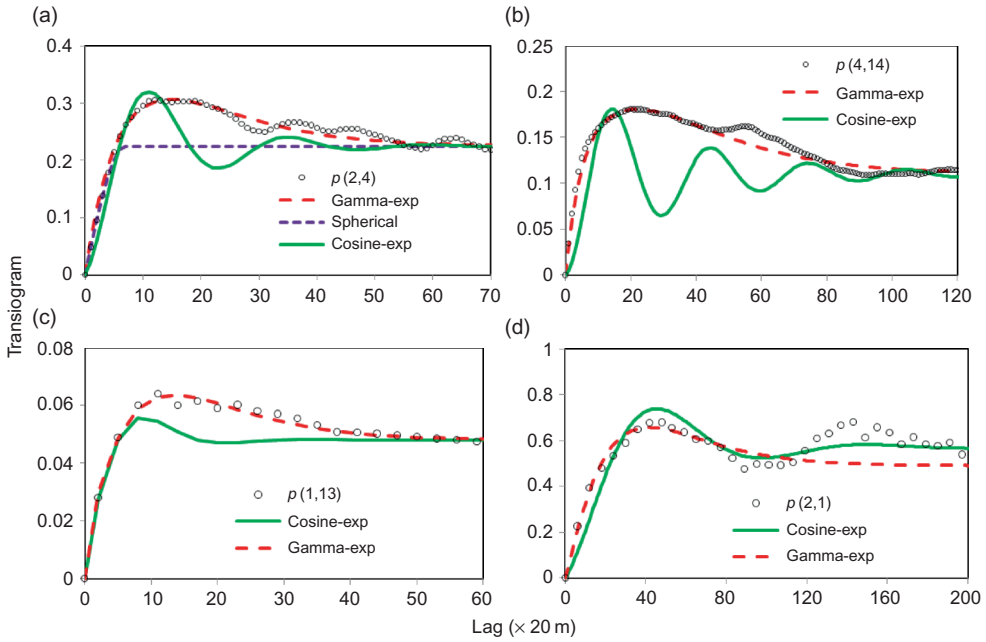 (a)
0.4
0.3
0.2
0.1
0
p (2,4)
Gamma-exp
Spherical
Cosine-exp
0 10 20 30 40 50 60 70
(b)
0.25
0.2
0.15
0.1
0.05
0
p (4,14)
Gamma-exp
Cosine-exp
0 20 40 60 80 100 120
Transiogram
(c)
0.08
0.06
0.04
0.02
0
p (1,13)
Cosine-exp
Gamma-exp
0 10 20 30 40 50 60
(d)
1
0.8
0.6
0.4
0.2
0
p (2,1)
Cosine-exp
Gamma-exp
0 40 80 120 160 200
Lag (× 20 m)